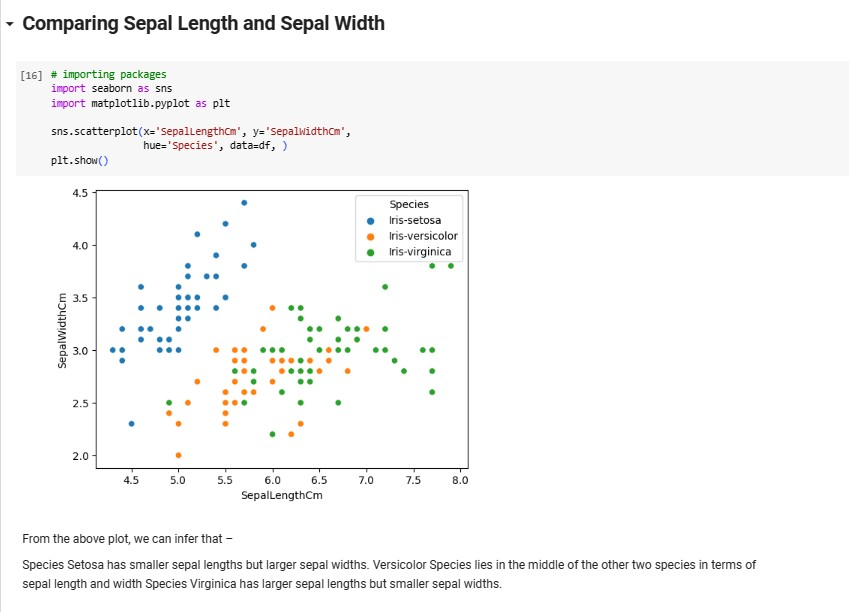 Comparing Sepal Length and Sepal Width
[16] # importing packages
import seaborn as sns
import matplotlib.pyplot as plt
sns.scatterplot(x='SepalLengthCm', y='SepalWidthCm',
hue='Species', data=df, )
plt.show()
4.5
4.0
3.5
3.0
2.5
2.0
SepalWidthCm
Species
Iris-setosa
Iris-versicolor
Iris-virginica
4.5 5.0 5.5 6.0 6.5 7.0 7.5 8.0
SepalLengthCm
From the above plot, we can infer that –
Species Setosa has smaller sepal lengths but larger sepal widths. Versicolor Species lies in the middle of the other two species in terms of
sepal length and width Species Virginica has larger sepal lengths but smaller sepal widths.